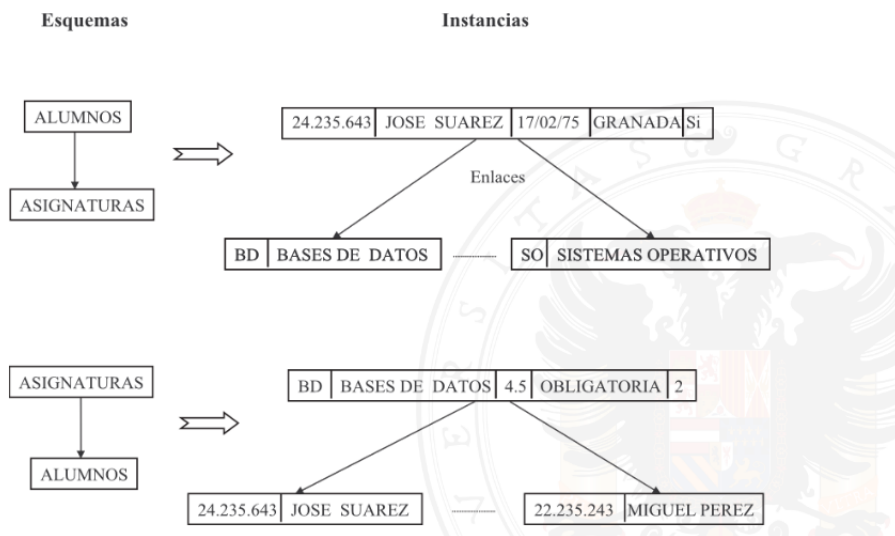 Esquemas Instancias
ALUMNOS
24.235.643 JOSE SUAREZ 17/02/75 GRANADA Si
Enlaces
ASIGNATURAS
BD BASES DE DATOS SO SISTEMAS OPERATIVOS
ASIGNATURAS
BD BASES DE DATOS 4.5 OBLIGATORIA 2
ALUMNOS
24.235.643 JOSE SUAREZ 22.235.243 MIGUEL PEREZ